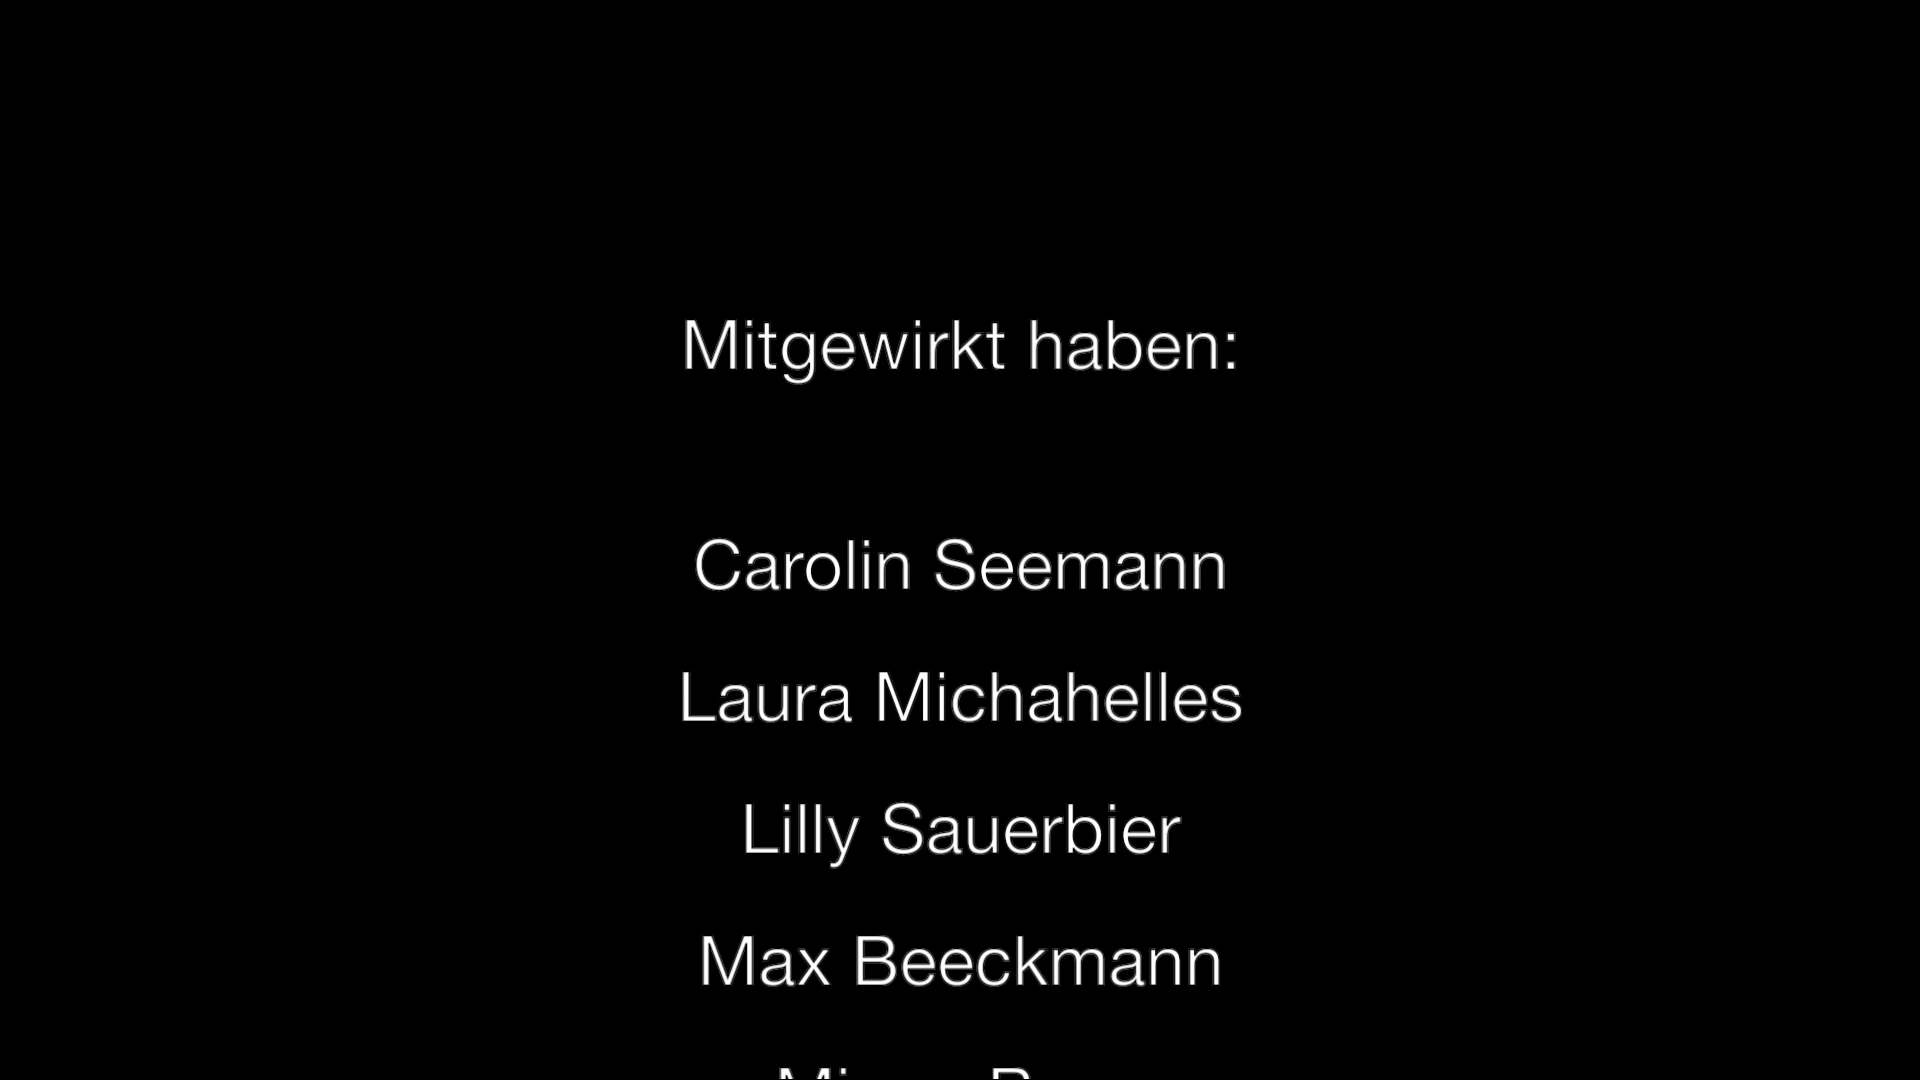 Mitgewirkt haben:
Carolin Seemann
Laura Michahelles
Lilly Sauerbier
Max Beeckmann